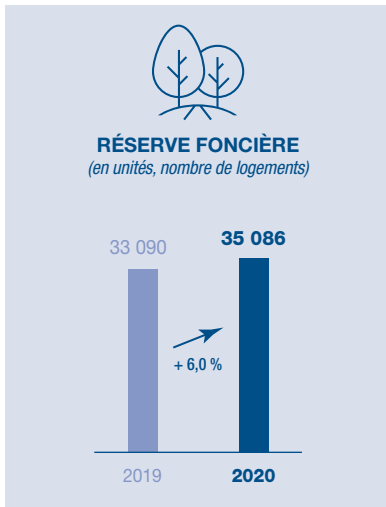 RÉSERVE FONCIÈRE
(en unités, nombre de logements)
33 090
35 086
+ 6,0 %
2019
2020